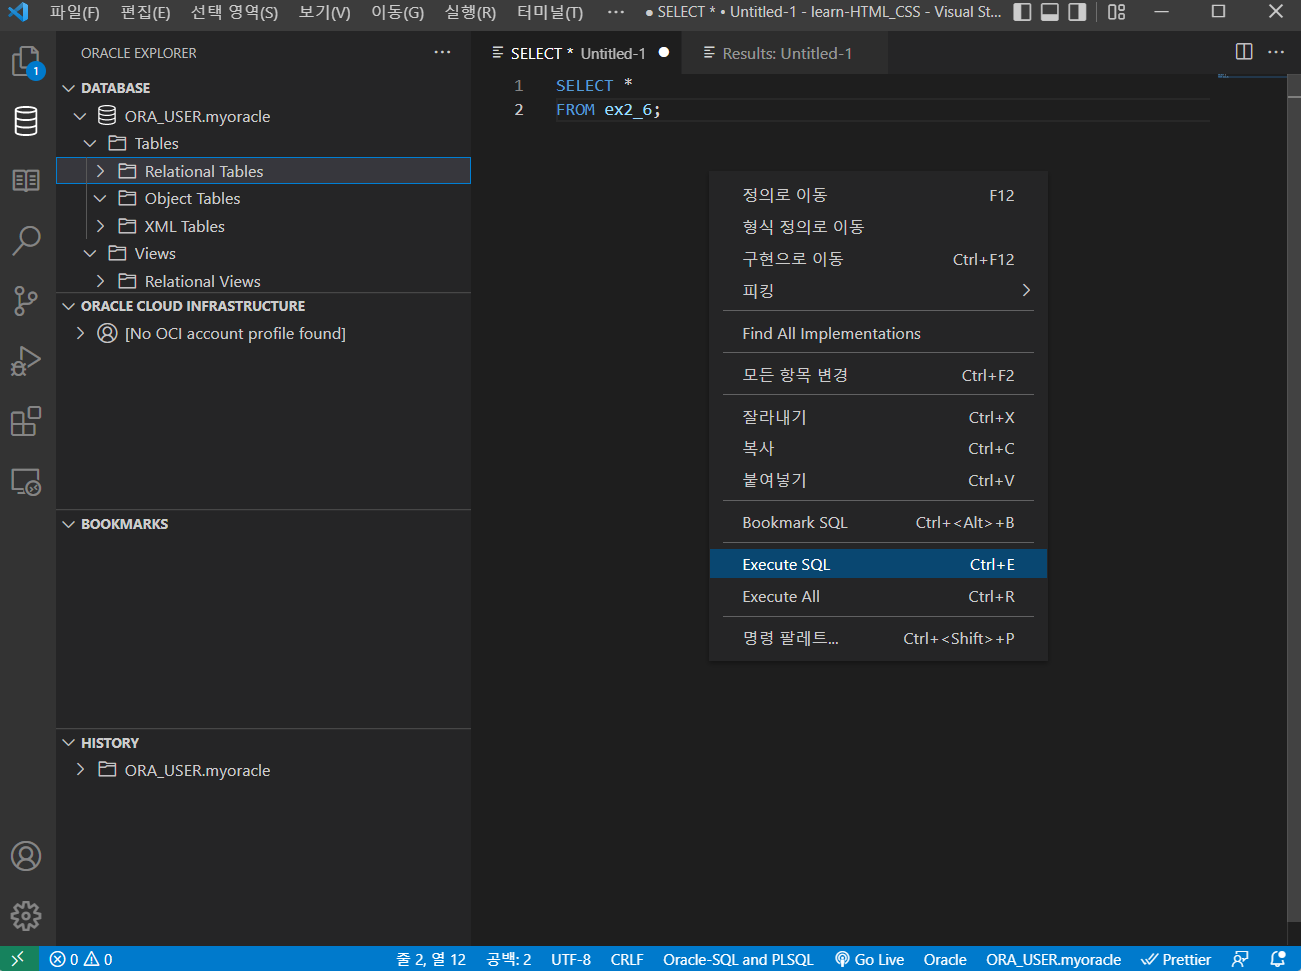 파일(F) 편집(E) 선택 영역(S) 보기(V) 이동(G) 실행(R) 터미널(T) ··· ● SELECT * • Untitled-1 - learn-HTML_CSS - Visual St...
ORACLE EXPLORER ···
DATABASE
ORA_USER.myoracle
Tables
Relational Tables
Object Tables
XML Tables
Views
Relational Views
ORACLE CLOUD INFRASTRUCTURE
[No OCI account profile found]
BOOKMARKS
HISTORY
ORA_USER.myoracle
1
SELECT * Untitled-1 ●
Results: Untitled-1
1 SELECT *
2 FROM ex2_6;
정의로 이동 F12
형식 정의로 이동
구현으로 이동 Ctrl+F12
피킹
Find All Implementations
모든 항목 변경 Ctrl+F2
잘라내기 Ctrl+X
복사 Ctrl+C
붙여넣기 Ctrl+V
Bookmark SQL Ctrl+<Alt>+B
Execute SQL Ctrl+E
Execute All Ctrl+R
명령 팔레트... Ctrl+<Shift>+P
0 0 줄 2, 열 12 공백: 2 UTF-8 CRLF Oracle-SQL and PLSQL Go Live Oracle ORA_USER.myoracle Prettier